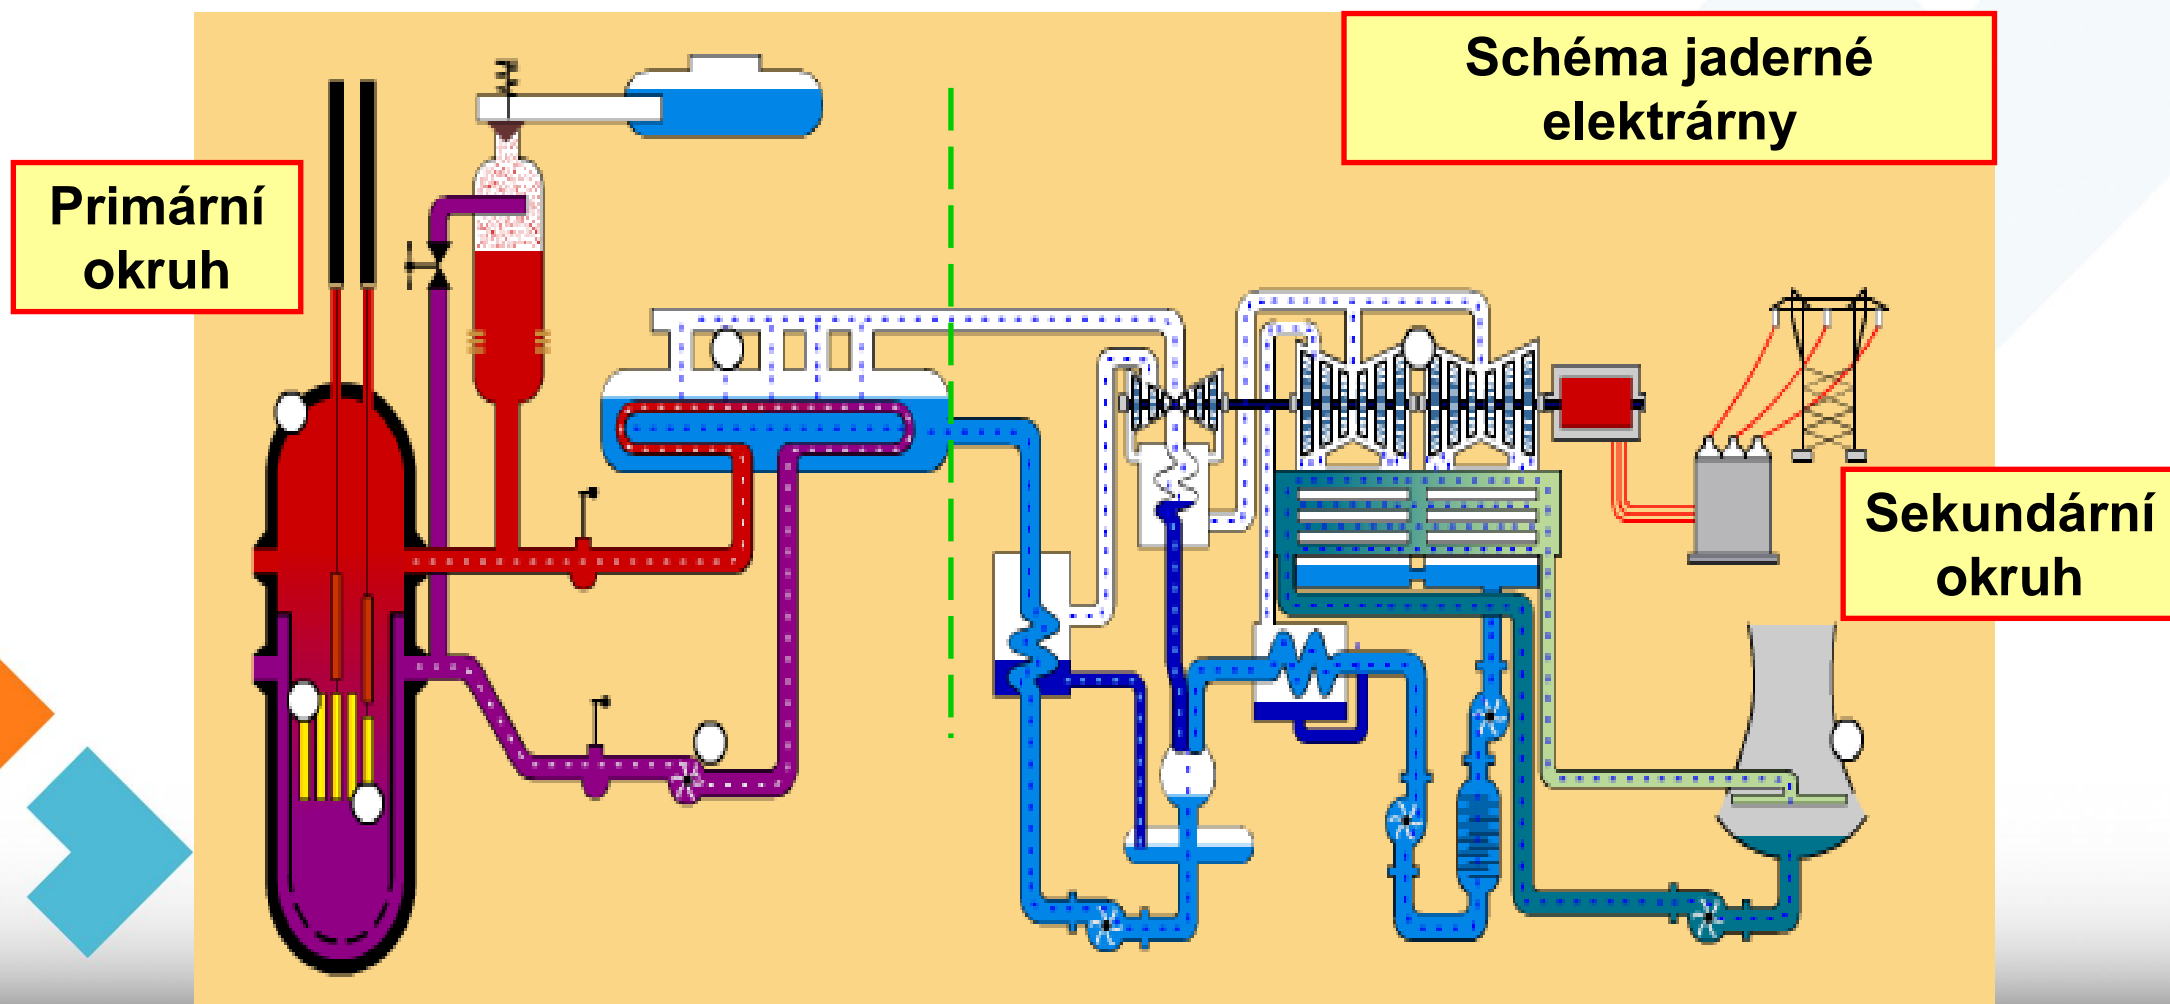 Schéma jaderné
elektrárny
Primární
okruh
Sekundární
okruh